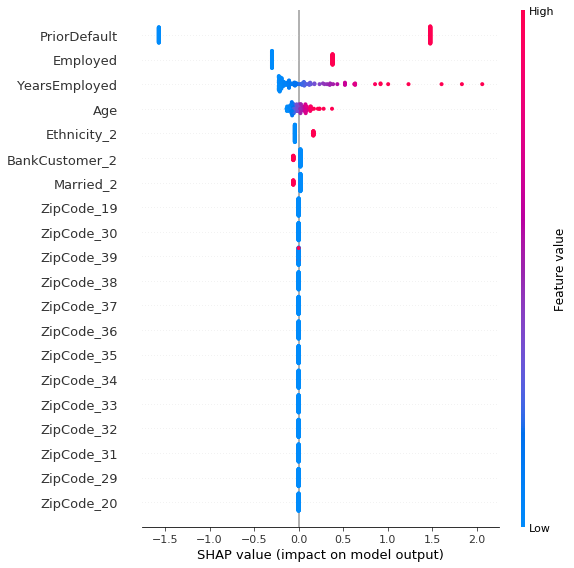 High
PriorDefault
Employed
YearsEmployed
Age
Ethnicity_2
BankCustomer_2
Married_2
ZipCode_19
ZipCode_30
ZipCode_39
ZipCode_38
ZipCode_37
ZipCode_36
ZipCode_35
ZipCode_34
ZipCode_33
ZipCode_32
ZipCode_31
ZipCode_29
ZipCode_20
Feature value
Low
−1.5 −1.0 −0.5 0.0 0.5 1.0 1.5 2.0
SHAP value (impact on model output)